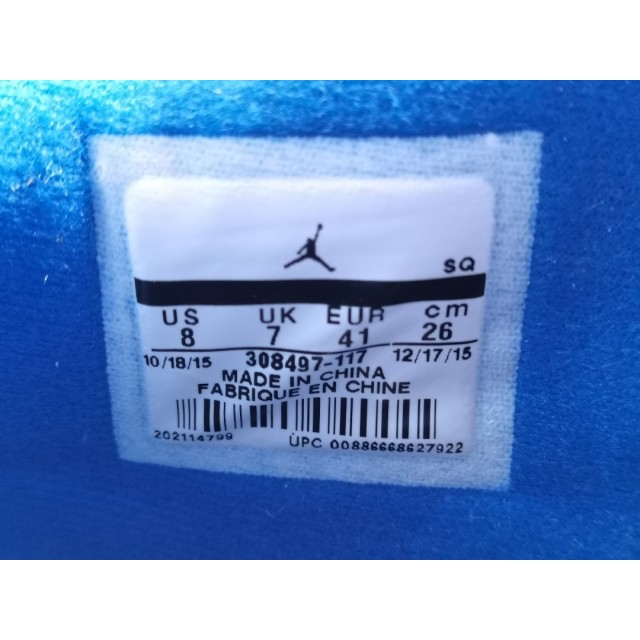 SQ
US UK EUR cm
8 7 41 26
10/18/15 308497-117 12/17/15
MADE IN CHINA
FABRIQUE EN CHINE
202114799 UPC 00886668627922